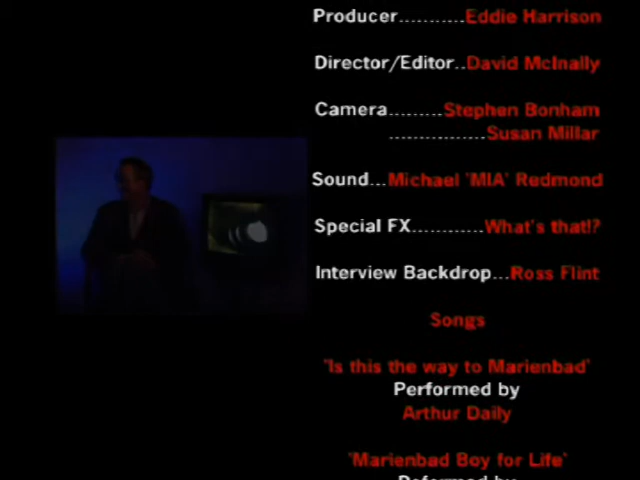 Producer...........Eddie Harrison
Director/Editor..David McInally
Camera.........Stephen Bonham
................Susan Millar
Sound...Michael 'MIA' Redmond
Special FX............What's that!?
Interview Backdrop...Ross Flint
Songs
'Is this the way to Marienbad'
Performed by
Arthur Daily
'Marienbad Boy for Life'
Peformed by